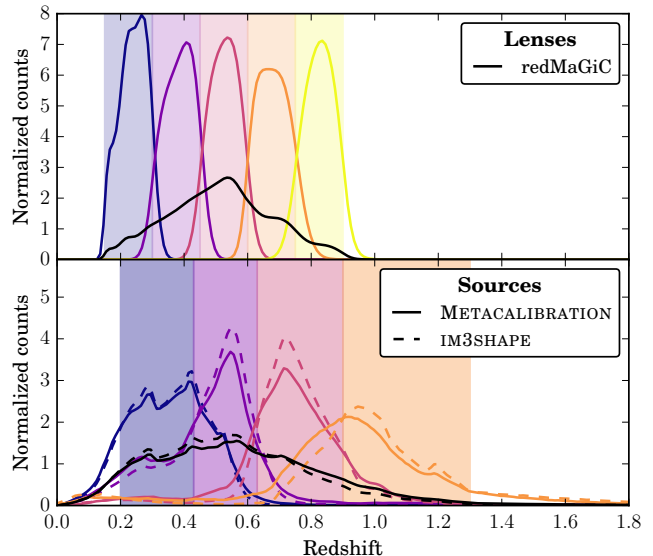 8
7
6
5
4
3
2
1
0
Normalized counts
Lenses
redMaGiC
5
4
3
2
1
0
Normalized counts
Sources
METACALIBRATION
IM3SHAPE
0.0 0.2 0.4 0.6 0.8 1.0 1.2 1.4 1.6 1.8
Redshift